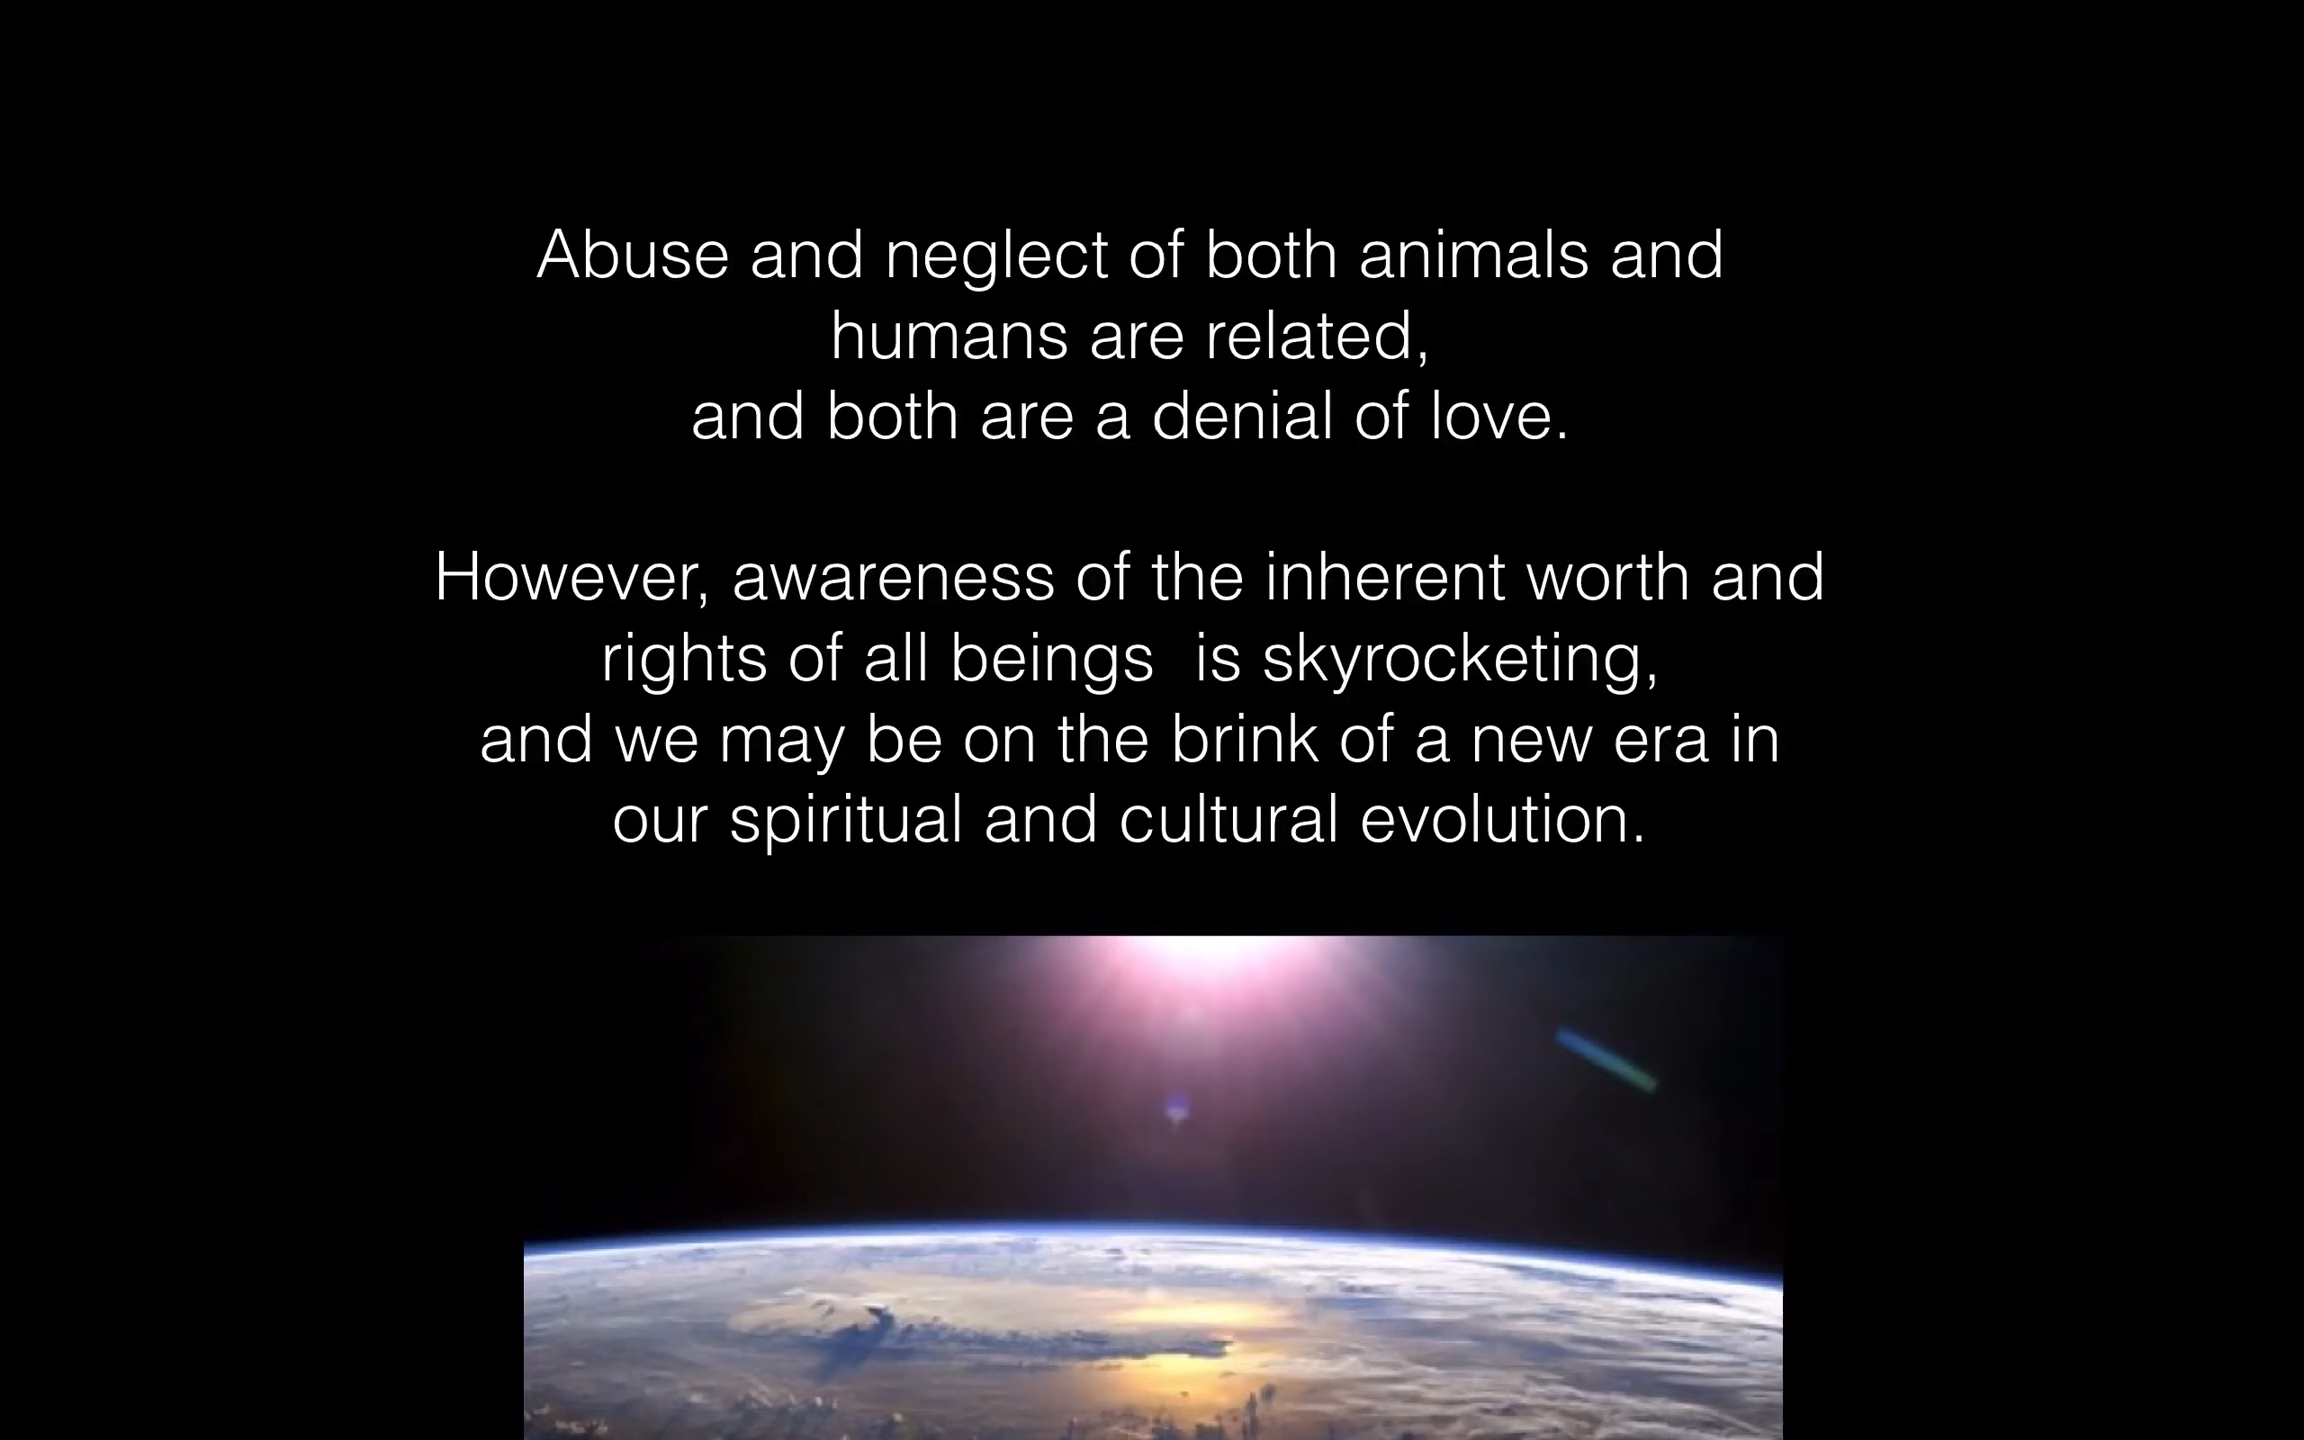 Abuse and neglect of both animals and
humans are related,
and both are a denial of love.
However, awareness of the inherent worth and
rights of all beings  is skyrocketing,
and we may be on the brink of a new era in
our spiritual and cultural evolution.